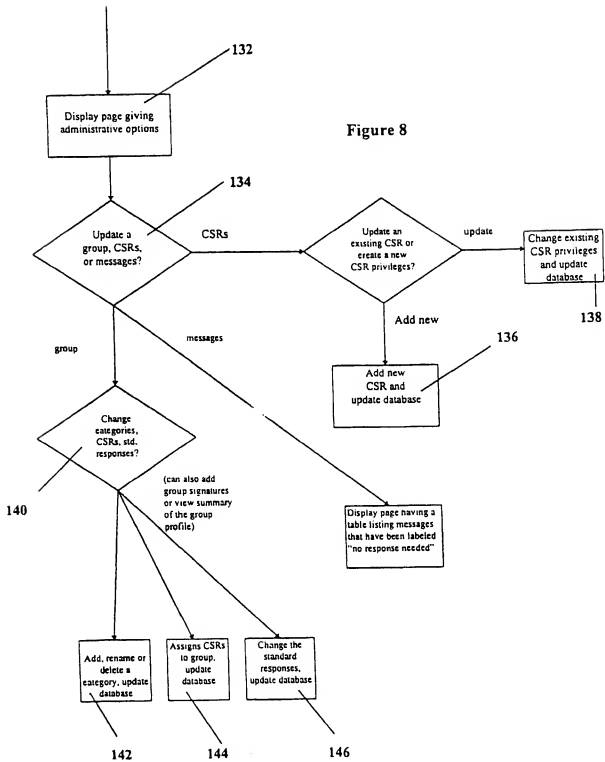 132
Display page giving
administrative options
Figure 8
134
Update a
group, CSRs,
or messages?
CSRs
Update an
existing CSR or
create a new
CSR privileges?
update
Change existing
CSR privileges
and update
database
138
Add new
136
Add new
CSR and
update database
group
messages
Change
categories,
CSRs, std.
responses?
140
(can also add
group signatures
or view summary
of the group
profile)
Display page having a
table listing messages
that have been labeled
"no response needed"
Add, rename or
delete a
category, update
database
142
Assigns CSRs
to group,
update
database
144
Change the
standard
responses,
update database
146